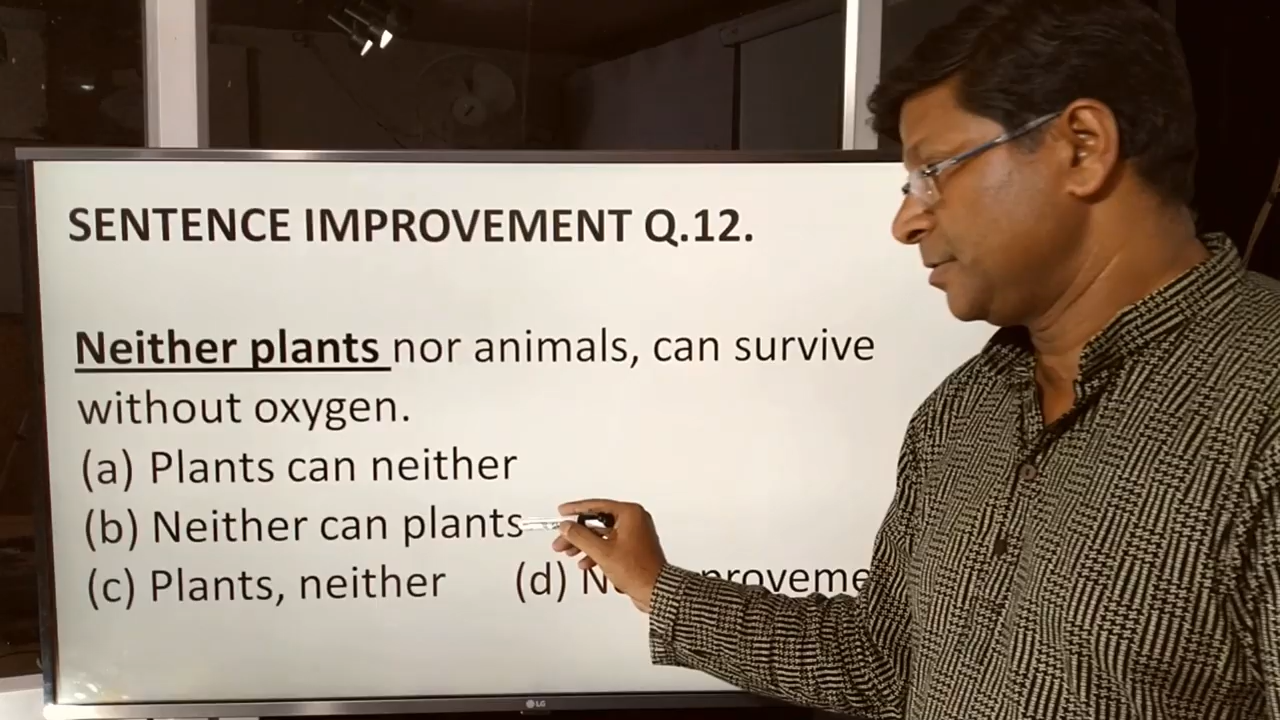 SENTENCE IMPROVEMENT Q.12.
Neither plants nor animals, can survive
without oxygen.
(a) Plants can neither
(b) Neither can plants
(c) Plants, neither (d)
LG